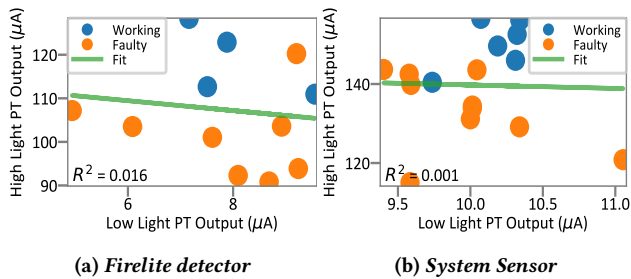 High Light PT Output (μA)
120
110
100
90
Working
Faulty
Fit
R² = 0.016
6 8
Low Light PT Output (μA)
(a) Firelite detector
High Light PT Output (μA)
140
120
Working
Faulty
Fit
R² = 0.001
9.5 10.0 10.5 11.0
Low Light PT Output (μA)
(b) System Sensor